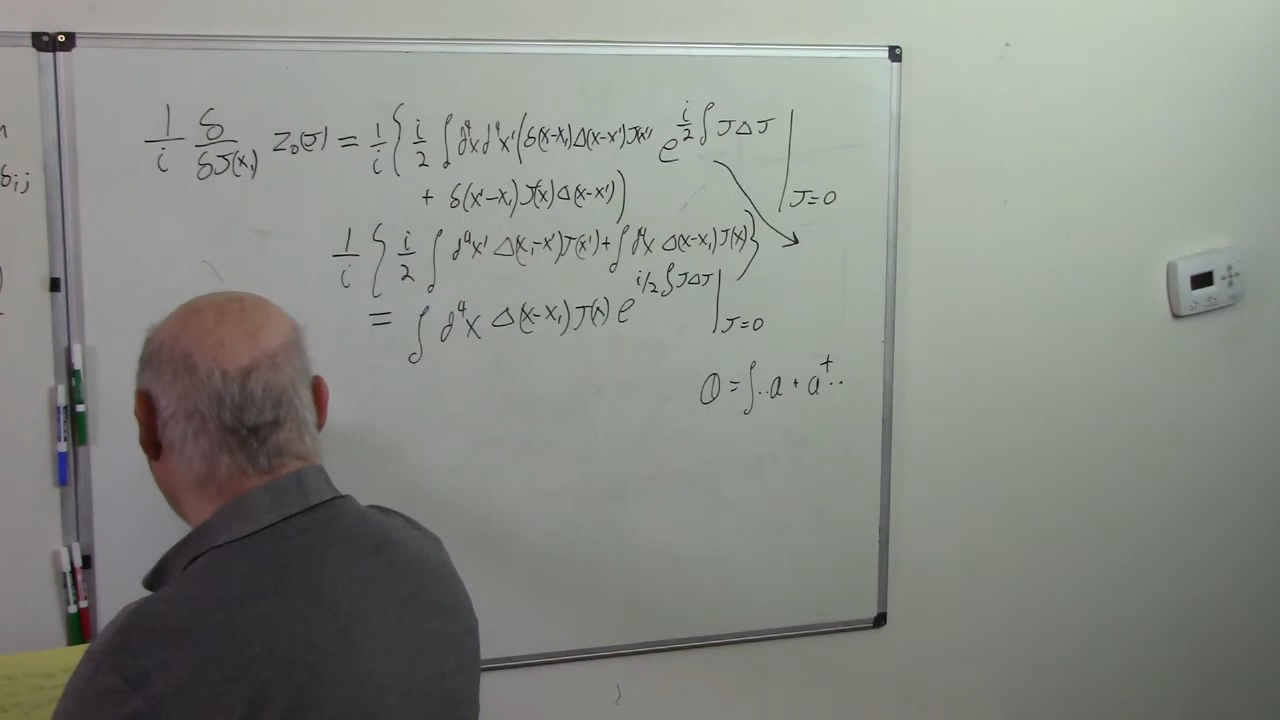 n
δij
1/i δ/δJ(x₁) Z₀(J) = 1/i { i/2 ∫ d⁴x d⁴x' ( δ(x-x₁)Δ(x-x')J(x') e^{i/2 ∫JΔJ} |_{J=0}
+ δ(x'-x₁)J(x)Δ(x-x') )
1/i { i/2 ∫ d⁴x' Δ(x₁-x')J(x') + ∫ d⁴x Δ(x-x₁)J(x) }
= ∫ d⁴x Δ(x-x₁)J(x) e^{i/2 ∫JΔJ} |_{J=0}
∅ = ∫..a + a†..